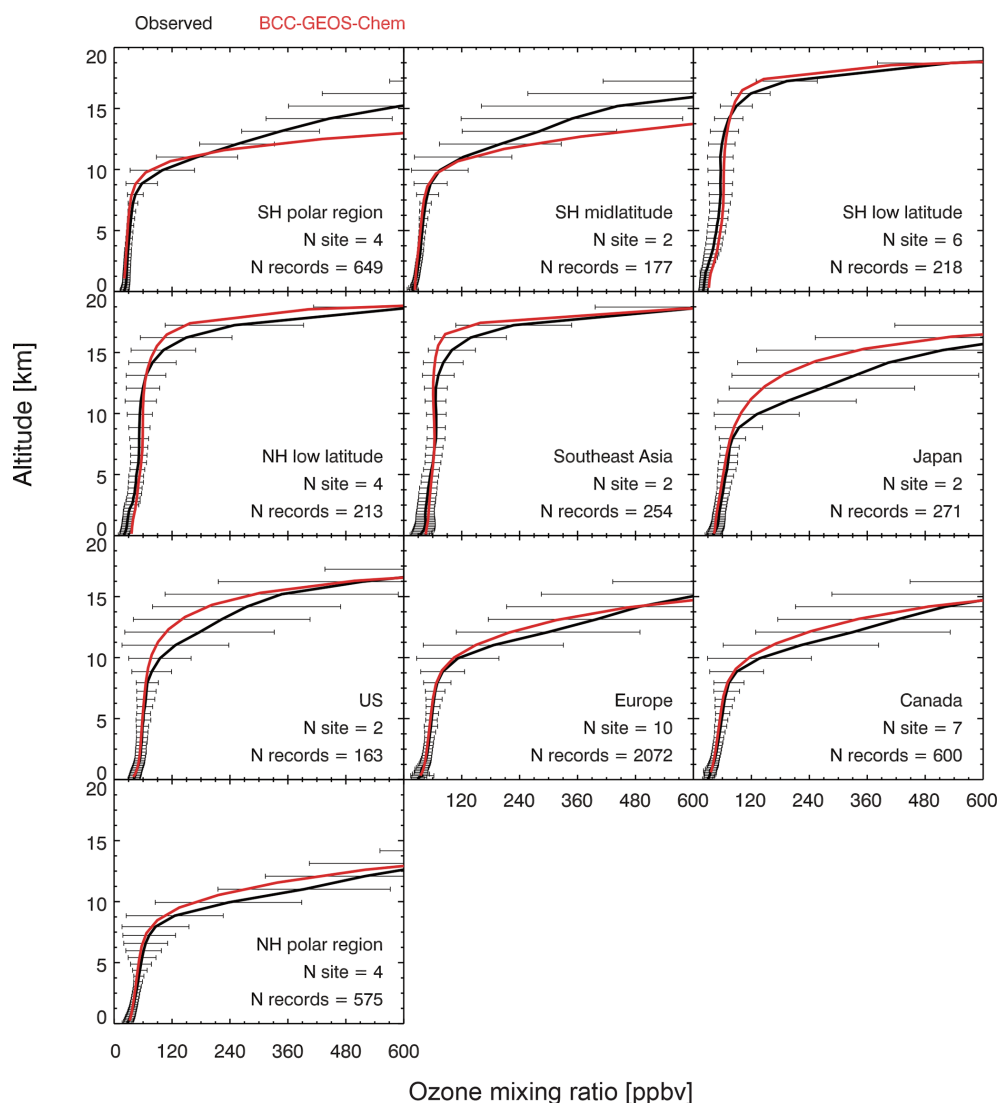 Observed BCC-GEOS-Chem
20
15
10
5
0
SH polar region
N site = 4
N records = 649
SH midlatitude
N site = 2
N records = 177
SH low latitude
N site = 6
N records = 218
20
15
10
5
0
NH low latitude
N site = 4
N records = 213
Southeast Asia
N site = 2
N records = 254
Japan
N site = 2
N records = 271
20
15
10
5
0
US
N site = 2
N records = 163
Europe
N site = 10
N records = 2072
Canada
N site = 7
N records = 600
120 240 360 480 600 120 240 360 480 600
20
15
10
5
0
NH polar region
N site = 4
N records = 575
0 120 240 360 480 600
Altitude [km]
Ozone mixing ratio [ppbv]